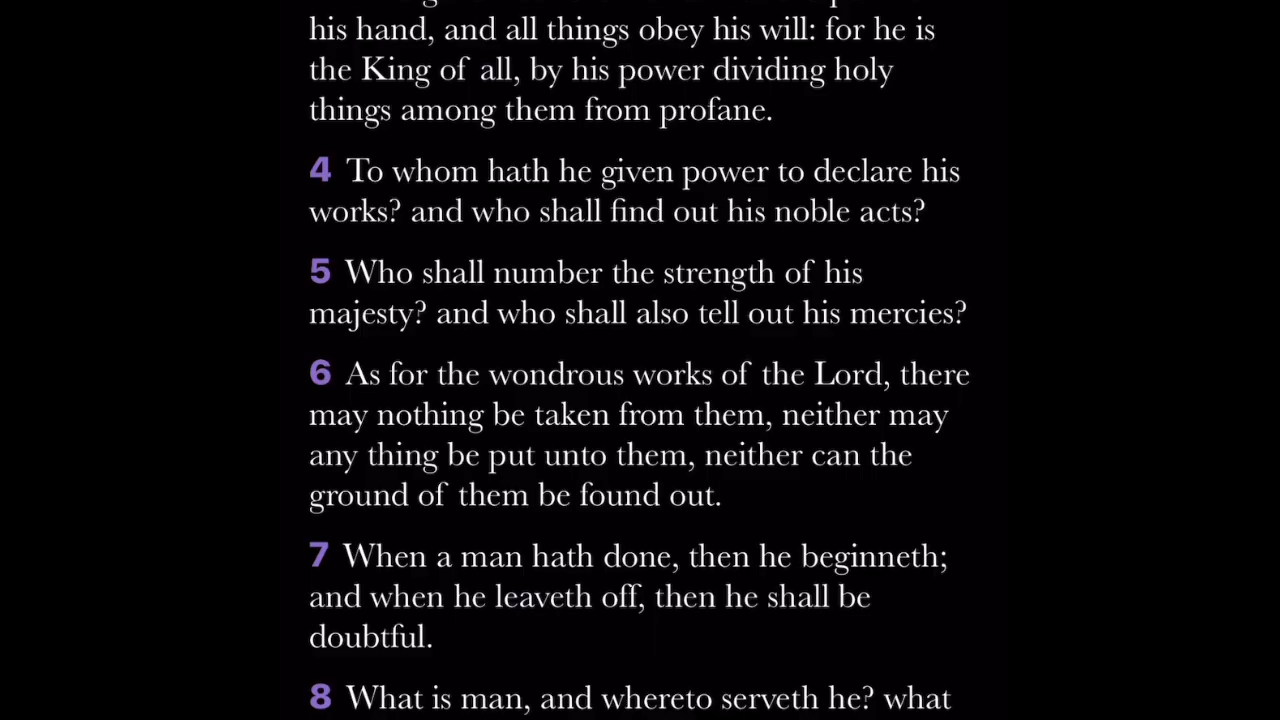 his hand, and all things obey his will: for he is
the King of all, by his power dividing holy
things among them from profane.
4 To whom hath he given power to declare his
works? and who shall find out his noble acts?
5 Who shall number the strength of his
majesty? and who shall also tell out his mercies?
6 As for the wondrous works of the Lord, there
may nothing be taken from them, neither may
any thing be put unto them, neither can the
ground of them be found out.
7 When a man hath done, then he beginneth;
and when he leaveth off, then he shall be
doubtful.
8 What is man, and whereto serveth he? what